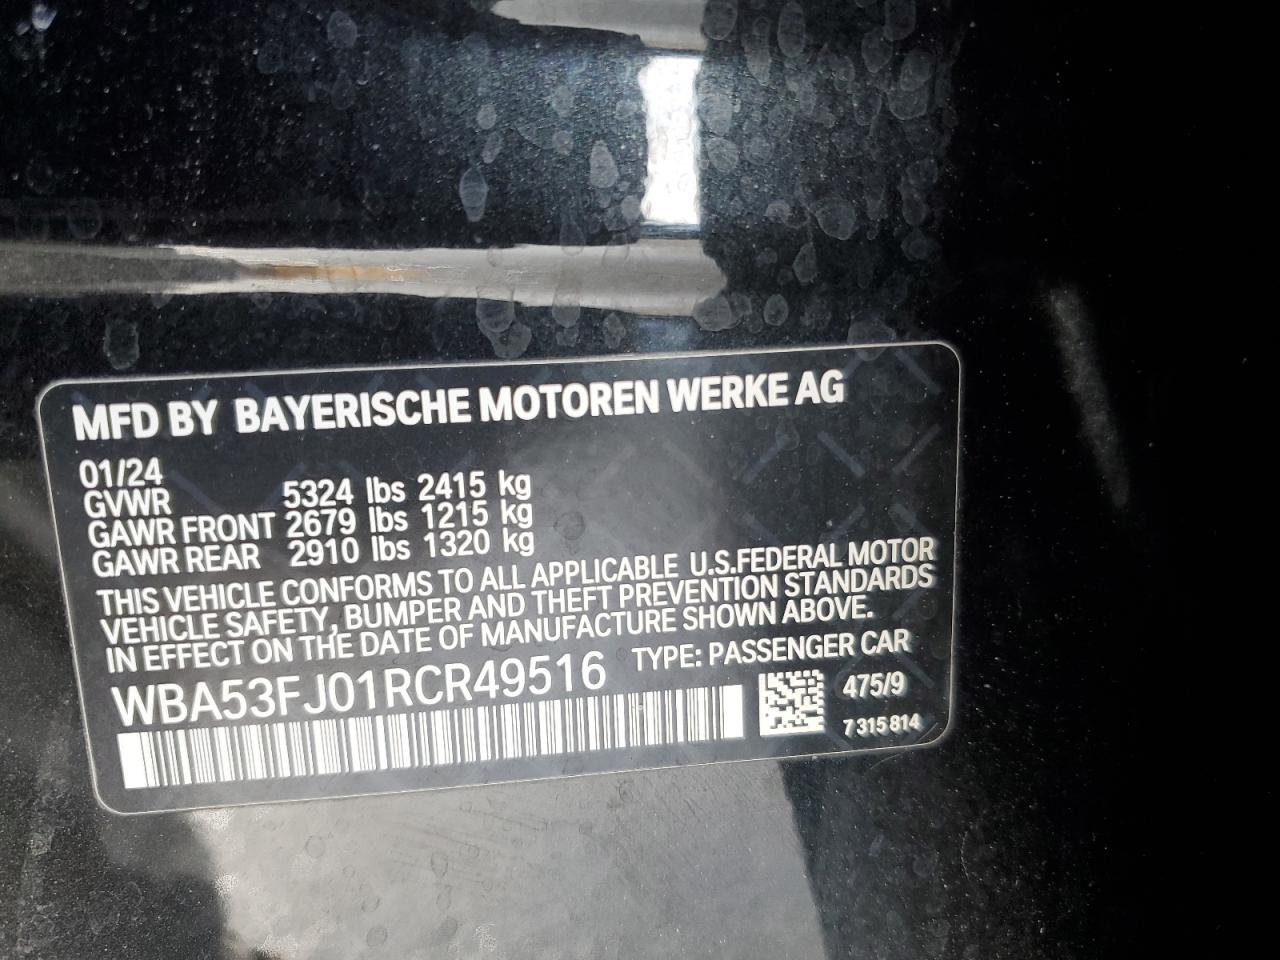 MFD BY BAYERISCHE MOTOREN WERKE AG
01/24
GVWR 5324 lbs 2415 kg
GAWR FRONT 2679 lbs 1215 kg
GAWR REAR 2910 lbs 1320 kg
THIS VEHICLE CONFORMS TO ALL APPLICABLE U.S.FEDERAL MOTOR
VEHICLE SAFETY, BUMPER AND THEFT PREVENTION STANDARDS
IN EFFECT ON THE DATE OF MANUFACTURE SHOWN ABOVE.
WBA53FJ01RCR49516 TYPE: PASSENGER CAR
475/9
7 315 814